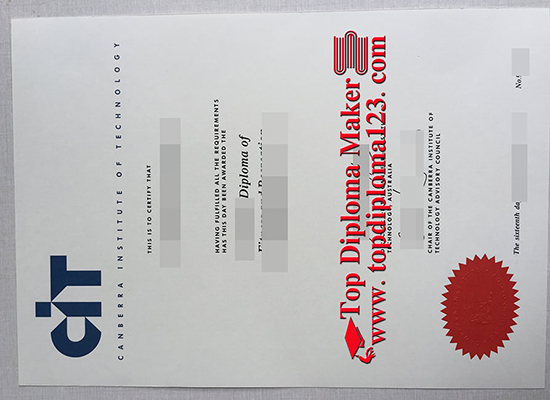 CIT
CANBERRA INSTITUTE OF TECHNOLOGY
THIS IS TO CERTIFY THAT
HAVING FULFILLED ALL THE REQUIREMENTS
HAS THIS DAY BEEN AWARDED THE
Diploma of
Top Diploma Maker
www. topdiploma123. com
TECHNOLOGY AUSTRALIA
CHAIR OF THE CANBERRA INSTITUTE OF
TECHNOLOGY ADVISORY COUNCIL
The sixteenth da
No.